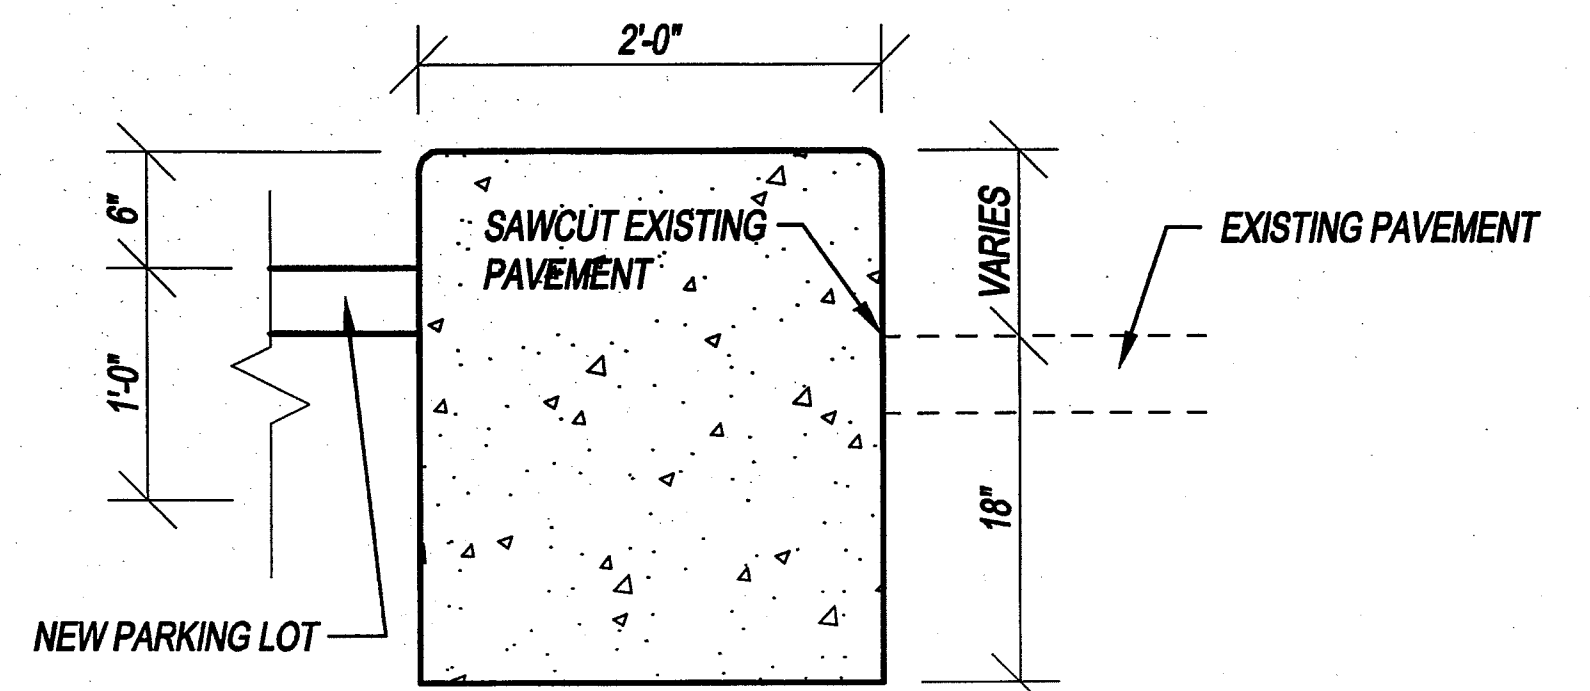 2'-0"
6"
SAWCUT EXISTING
PAVEMENT
VARIES
EXISTING PAVEMENT
1'-0"
18"
NEW PARKING LOT